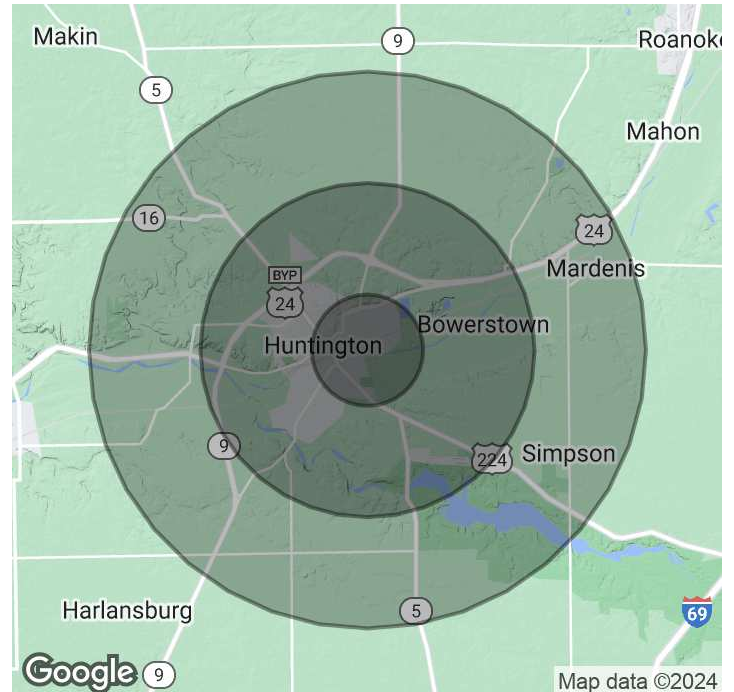 Makin
9
Roanok
5
Mahon
16
24
Mardenis
BYP
24
Bowerstown
Huntington
9
224
Simpson
Harlansburg
5
69
Google
9
Map data ©2024